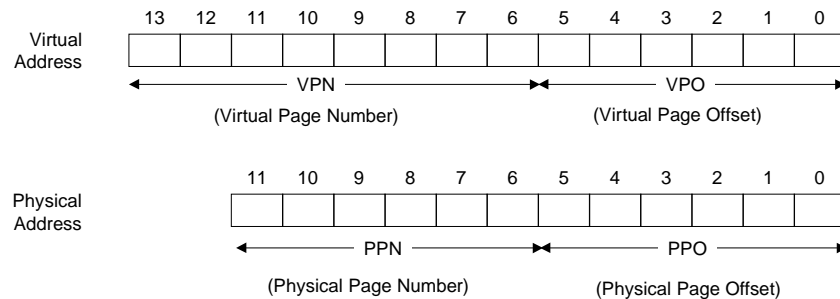 13 12 11 10 9 8 7 6 5 4 3 2 1 0
Virtual
Address
VPN VPO
(Virtual Page Number) (Virtual Page Offset)
11 10 9 8 7 6 5 4 3 2 1 0
Physical
Address
PPN PPO
(Physical Page Number) (Physical Page Offset)